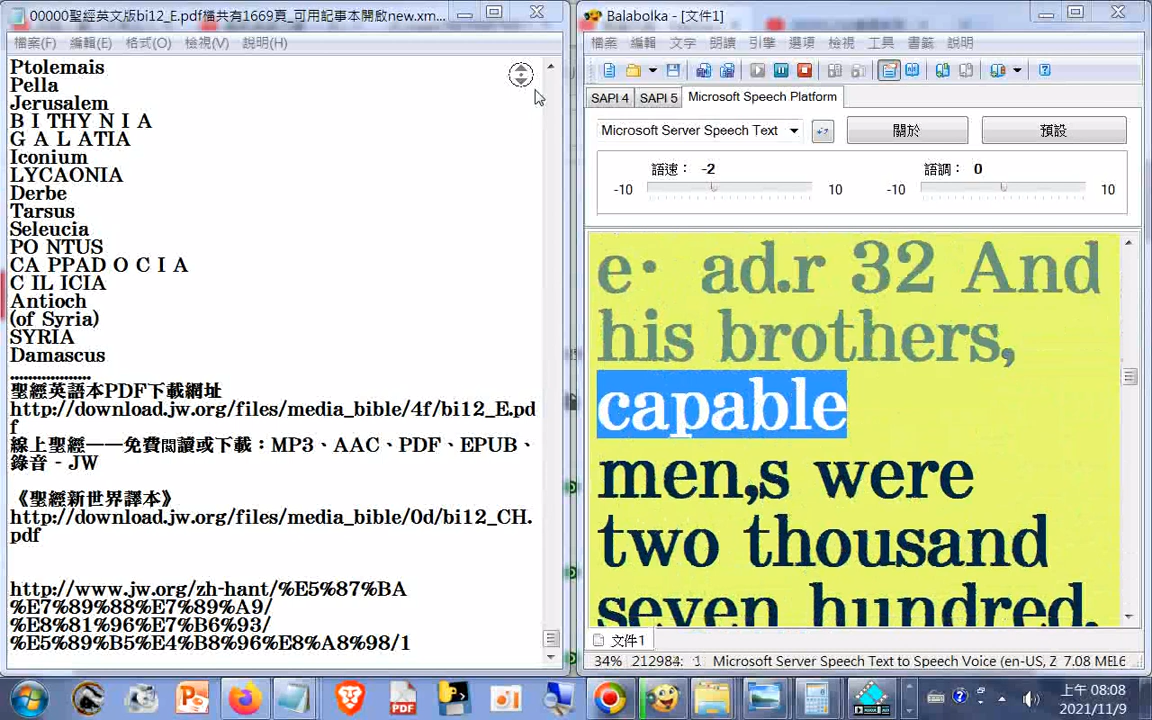 00000聖經英文版bi12_E.pdf檔共有1669頁_可用記事本開啟new.xm...
檔案(F) 編輯(E) 格式(O) 檢視(V) 說明(H)
Ptolemais
Pella
Jerusalem
B I THY N I A
G A L ATIA
Iconium
LYCAONIA
Derbe
Tarsus
Seleucia
PO NTUS
CA PPAD O C I A
C IL ICIA
Antioch
(of Syria)
SYRIA
Damascus
..................
聖經英語本PDF下載網址
http://download.jw.org/files/media_bible/4f/bi12_E.pd
f
線上聖經——免費閱讀或下載：MP3、AAC、PDF、EPUB、
錄音 - JW
《聖經新世界譯本》
http://download.jw.org/files/media_bible/0d/bi12_CH.
pdf
http://www.jw.org/zh-hant/%E5%87%BA
%E7%89%88%E7%89%A9/
%E8%81%96%E7%B6%93/
%E5%89%B5%E4%B8%96%E8%A8%98/1
Balabolka - [文件1]
檔案 編輯 文字 朗讀 引擎 選項 檢視 工具 書籤 說明
SAPI 4 SAPI 5 Microsoft Speech Platform
Microsoft Server Speech Text 關於 預設
語速： -2 語調： 0
-10 10 -10 10
e· ad.r 32 And
his brothers,
capable
men,s were
two thousand
seven hundred,
文件1
34% 212984: 1 Microsoft Server Speech Text to Speech Voice (en-US, Z 7.08 МЕЦ6
PDF
上午 08:08
2021/11/9